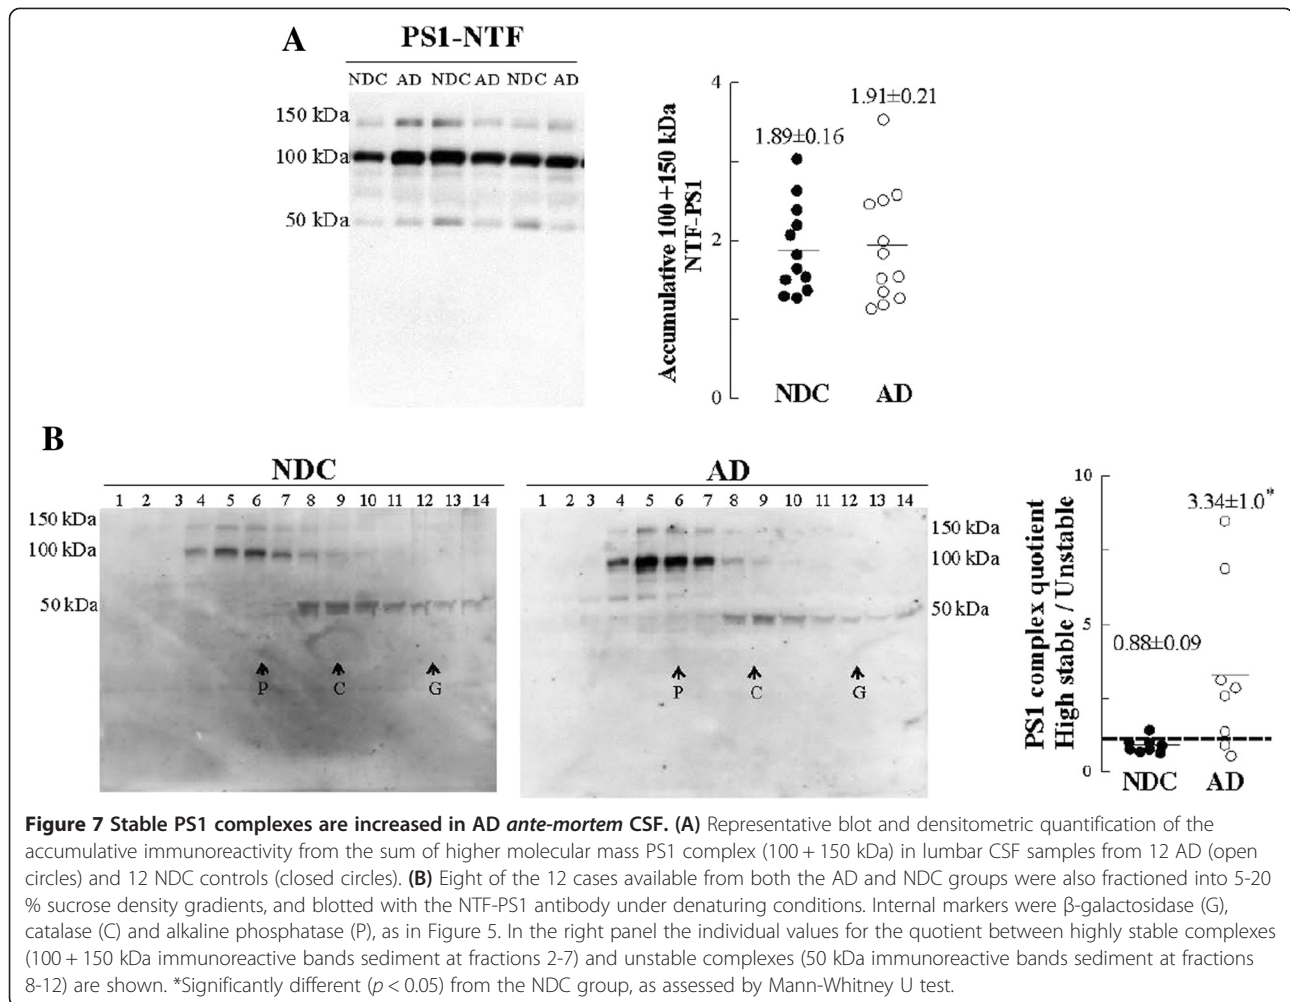 A
PS1-NTF
NDC AD NDC AD NDC AD
150 kDa
100 kDa
50 kDa
Accumulative 100+150 kDa
NTF-PS1
4
2
0
1.89±0.16
1.91±0.21
NDC AD
B
NDC
1 2 3 4 5 6 7 8 9 10 11 12 13 14
150 kDa
100 kDa
50 kDa
P C G
AD
1 2 3 4 5 6 7 8 9 10 11 12 13 14
150 kDa
100 kDa
50 kDa
P C G
PS1 complex quotient
High stable / Unstable
10
5
0
0.88±0.09
3.34±1.0*
NDC AD
Figure 7 Stable PS1 complexes are increased in AD ante-mortem CSF. (A) Representative blot and densitometric quantification of the
accumulative immunoreactivity from the sum of higher molecular mass PS1 complex (100 + 150 kDa) in lumbar CSF samples from 12 AD (open
circles) and 12 NDC controls (closed circles). (B) Eight of the 12 cases available from both the AD and NDC groups were also fractioned into 5-20
% sucrose density gradients, and blotted with the NTF-PS1 antibody under denaturing conditions. Internal markers were β-galactosidase (G),
catalase (C) and alkaline phosphatase (P), as in Figure 5. In the right panel the individual values for the quotient between highly stable complexes
(100 + 150 kDa immunoreactive bands sediment at fractions 2-7) and unstable complexes (50 kDa immunoreactive bands sediment at fractions
8-12) are shown. *Significantly different (p < 0.05) from the NDC group, as assessed by Mann-Whitney U test.